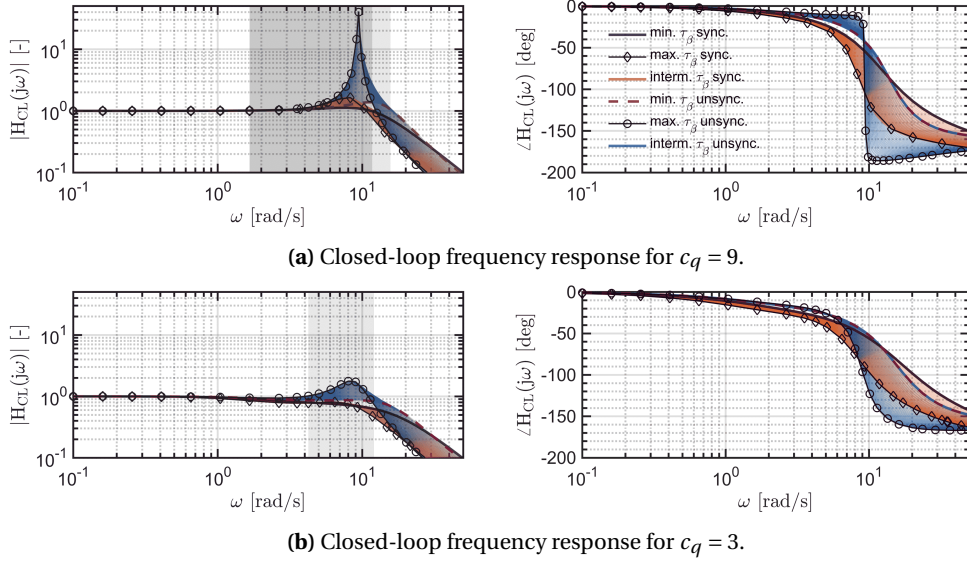 |H_CL(jω)| [-]
10^1
10^0
10^-1
10^-1
10^0
10^1
ω [rad/s]
∠H_CL(jω) [deg]
0
-50
-100
-150
-200
min. τ_β sync.
max. τ_β sync.
interm. τ_β sync.
min. τ_β unsync.
max. τ_β unsync.
interm. τ_β unsync.
10^-1
10^0
10^1
ω [rad/s]
(a) Closed-loop frequency response for c_q = 9.
|H_CL(jω)| [-]
10^1
10^0
10^-1
10^-1
10^0
10^1
ω [rad/s]
∠H_CL(jω) [deg]
0
-50
-100
-150
-200
10^-1
10^0
10^1
ω [rad/s]
(b) Closed-loop frequency response for c_q = 3.